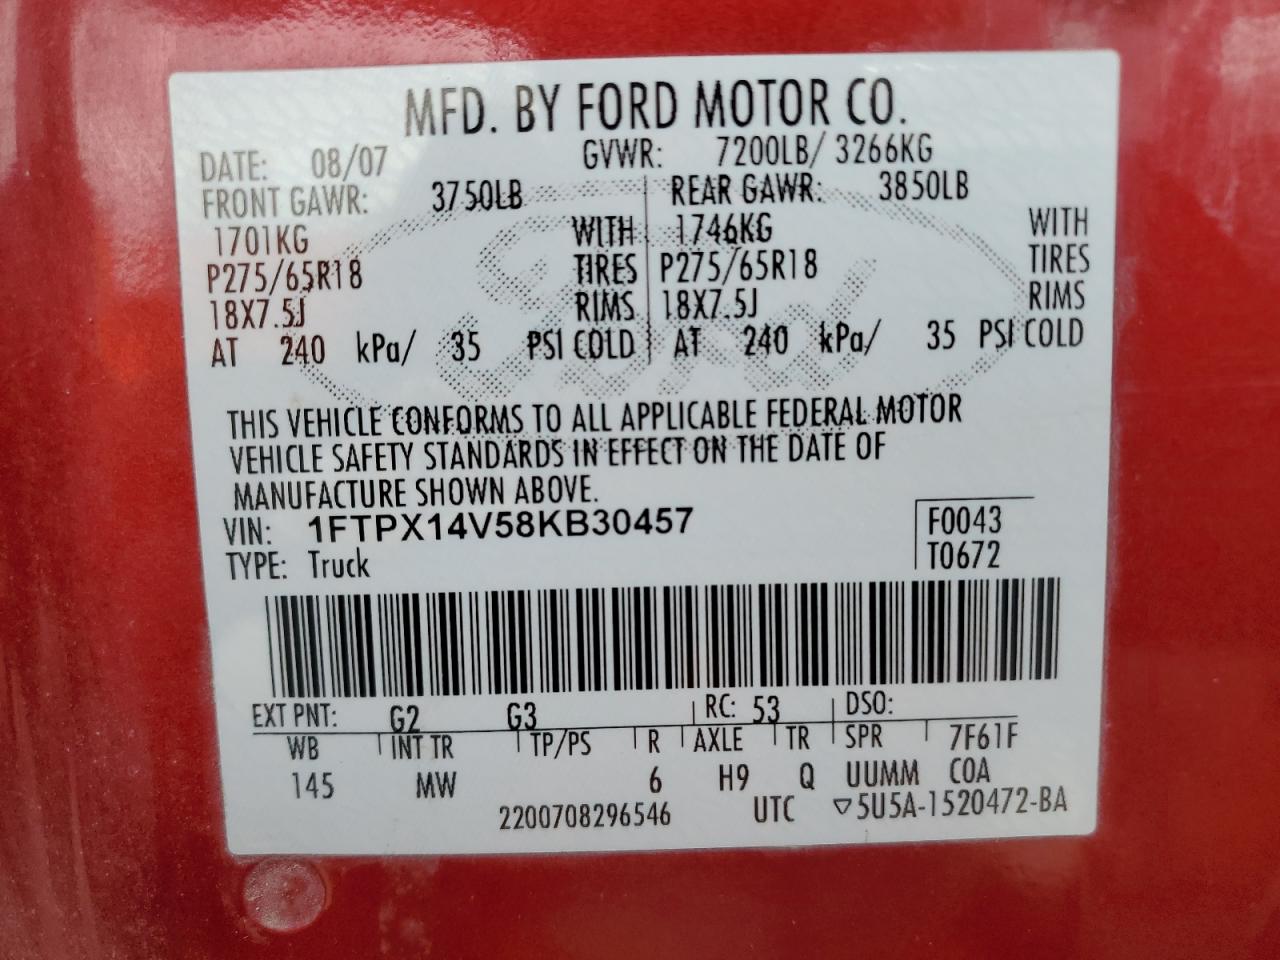 MFD. BY FORD MOTOR CO.
DATE: 08/07 GVWR: 7200LB/ 3266KG
FRONT GAWR: 3750LB REAR GAWR: 3850LB
1701KG WITH 1746KG WITH
P275/65R18 TIRES P275/65R18 TIRES
18X7.5J RIMS 18X7.5J RIMS
AT 240 kPa/ 35 PSI COLD AT 240 kPa/ 35 PSI COLD
THIS VEHICLE CONFORMS TO ALL APPLICABLE FEDERAL MOTOR
VEHICLE SAFETY STANDARDS IN EFFECT ON THE DATE OF
MANUFACTURE SHOWN ABOVE.
VIN: 1FTPX14V58KB30457 F0043
TYPE: Truck T0672
EXT PNT: G2 G3 RC: 53 DSO:
WB INT TR TP/PS R AXLE TR SPR 7F61F
145 MW 6 H9 Q UUMM COA
2200708296546 UTC ▽5U5A-1520472-BA
Ford